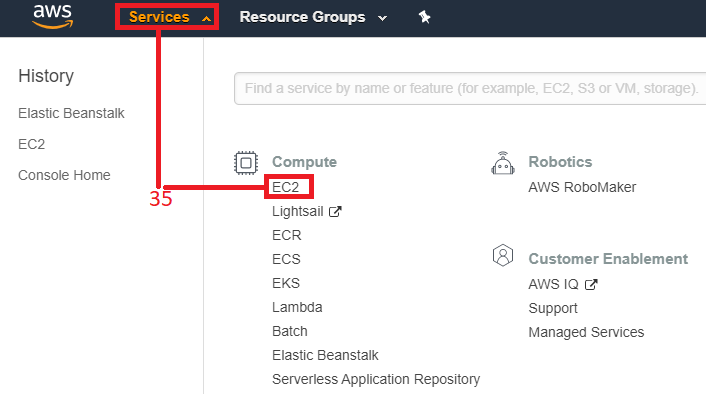 aws Services Resource Groups
History
Elastic Beanstalk
EC2
Console Home
35
Find a service by name or feature (for example, EC2, S3 or VM, storage).
Compute
EC2
Lightsail
ECR
ECS
EKS
Lambda
Batch
Elastic Beanstalk
Serverless Application Repository
Robotics
AWS RoboMaker
Customer Enablement
AWS IQ
Support
Managed Services